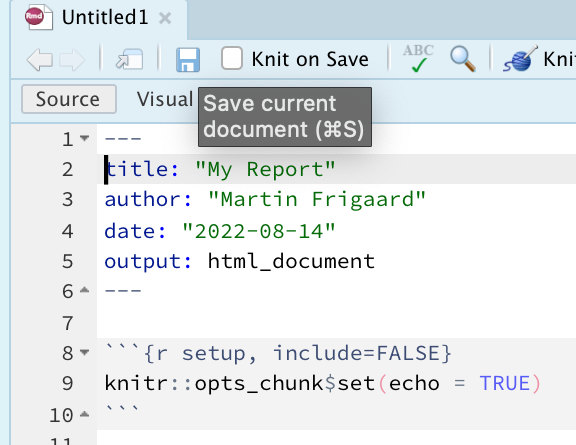 Rmd Untitled1
Knit on Save ABC
Source Visual
Save current
document (⌘S)
1 ---
2 title: "My Report"
3 author: "Martin Frigaard"
4 date: "2022-08-14"
5 output: html_document
6 ---
7
8 ```{r setup, include=FALSE}
9 knitr::opts_chunk$set(echo = TRUE)
10 ```